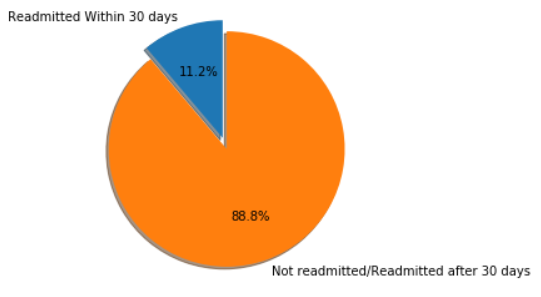 Readmitted Within 30 days
11.2%
88.8%
Not readmitted/Readmitted after 30 days